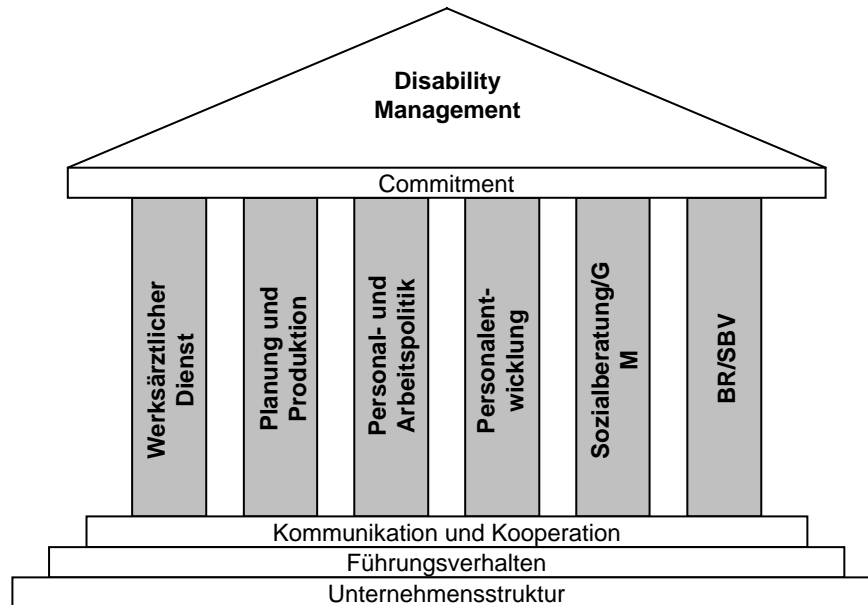 Disability
Management
Commitment
Werksärztlicher
Dienst
Planung und
Produktion
Personal- und
Arbeitspolitik
Personalent-
wicklung
Sozialberatung/G
M
BR/SBV
Kommunikation und Kooperation
Führungsverhalten
Unternehmensstruktur